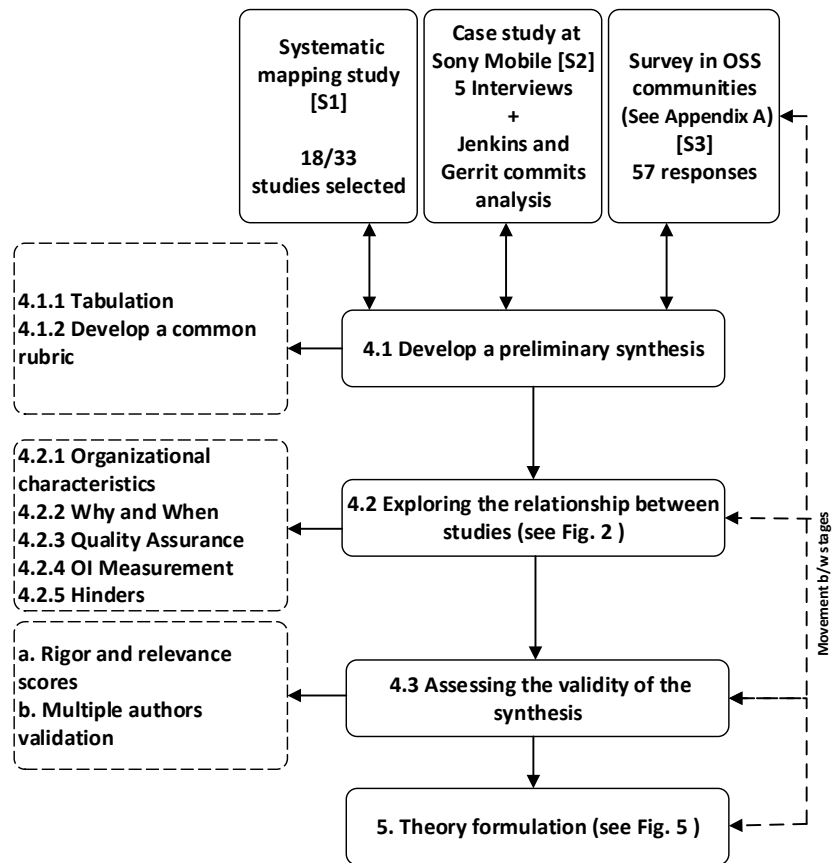 Systematic
mapping study
[S1]
18/33
studies selected
Case study at
Sony Mobile [S2]
5 Interviews
+
Jenkins and
Gerrit commits
analysis
Survey in OSS
communities
(See Appendix A)
[S3]
57 responses
4.1.1 Tabulation
4.1.2 Develop a common
rubric
4.1 Develop a preliminary synthesis
4.2.1 Organizational
characteristics
4.2.2 Why and When
4.2.3 Quality Assurance
4.2.4 OI Measurement
4.2.5 Hinders
4.2 Exploring the relationship between
studies (see Fig. 2 )
a. Rigor and relevance
scores
b. Multiple authors
validation
4.3 Assessing the validity of the
synthesis
5. Theory formulation (see Fig. 5 )
Movement b/w stages